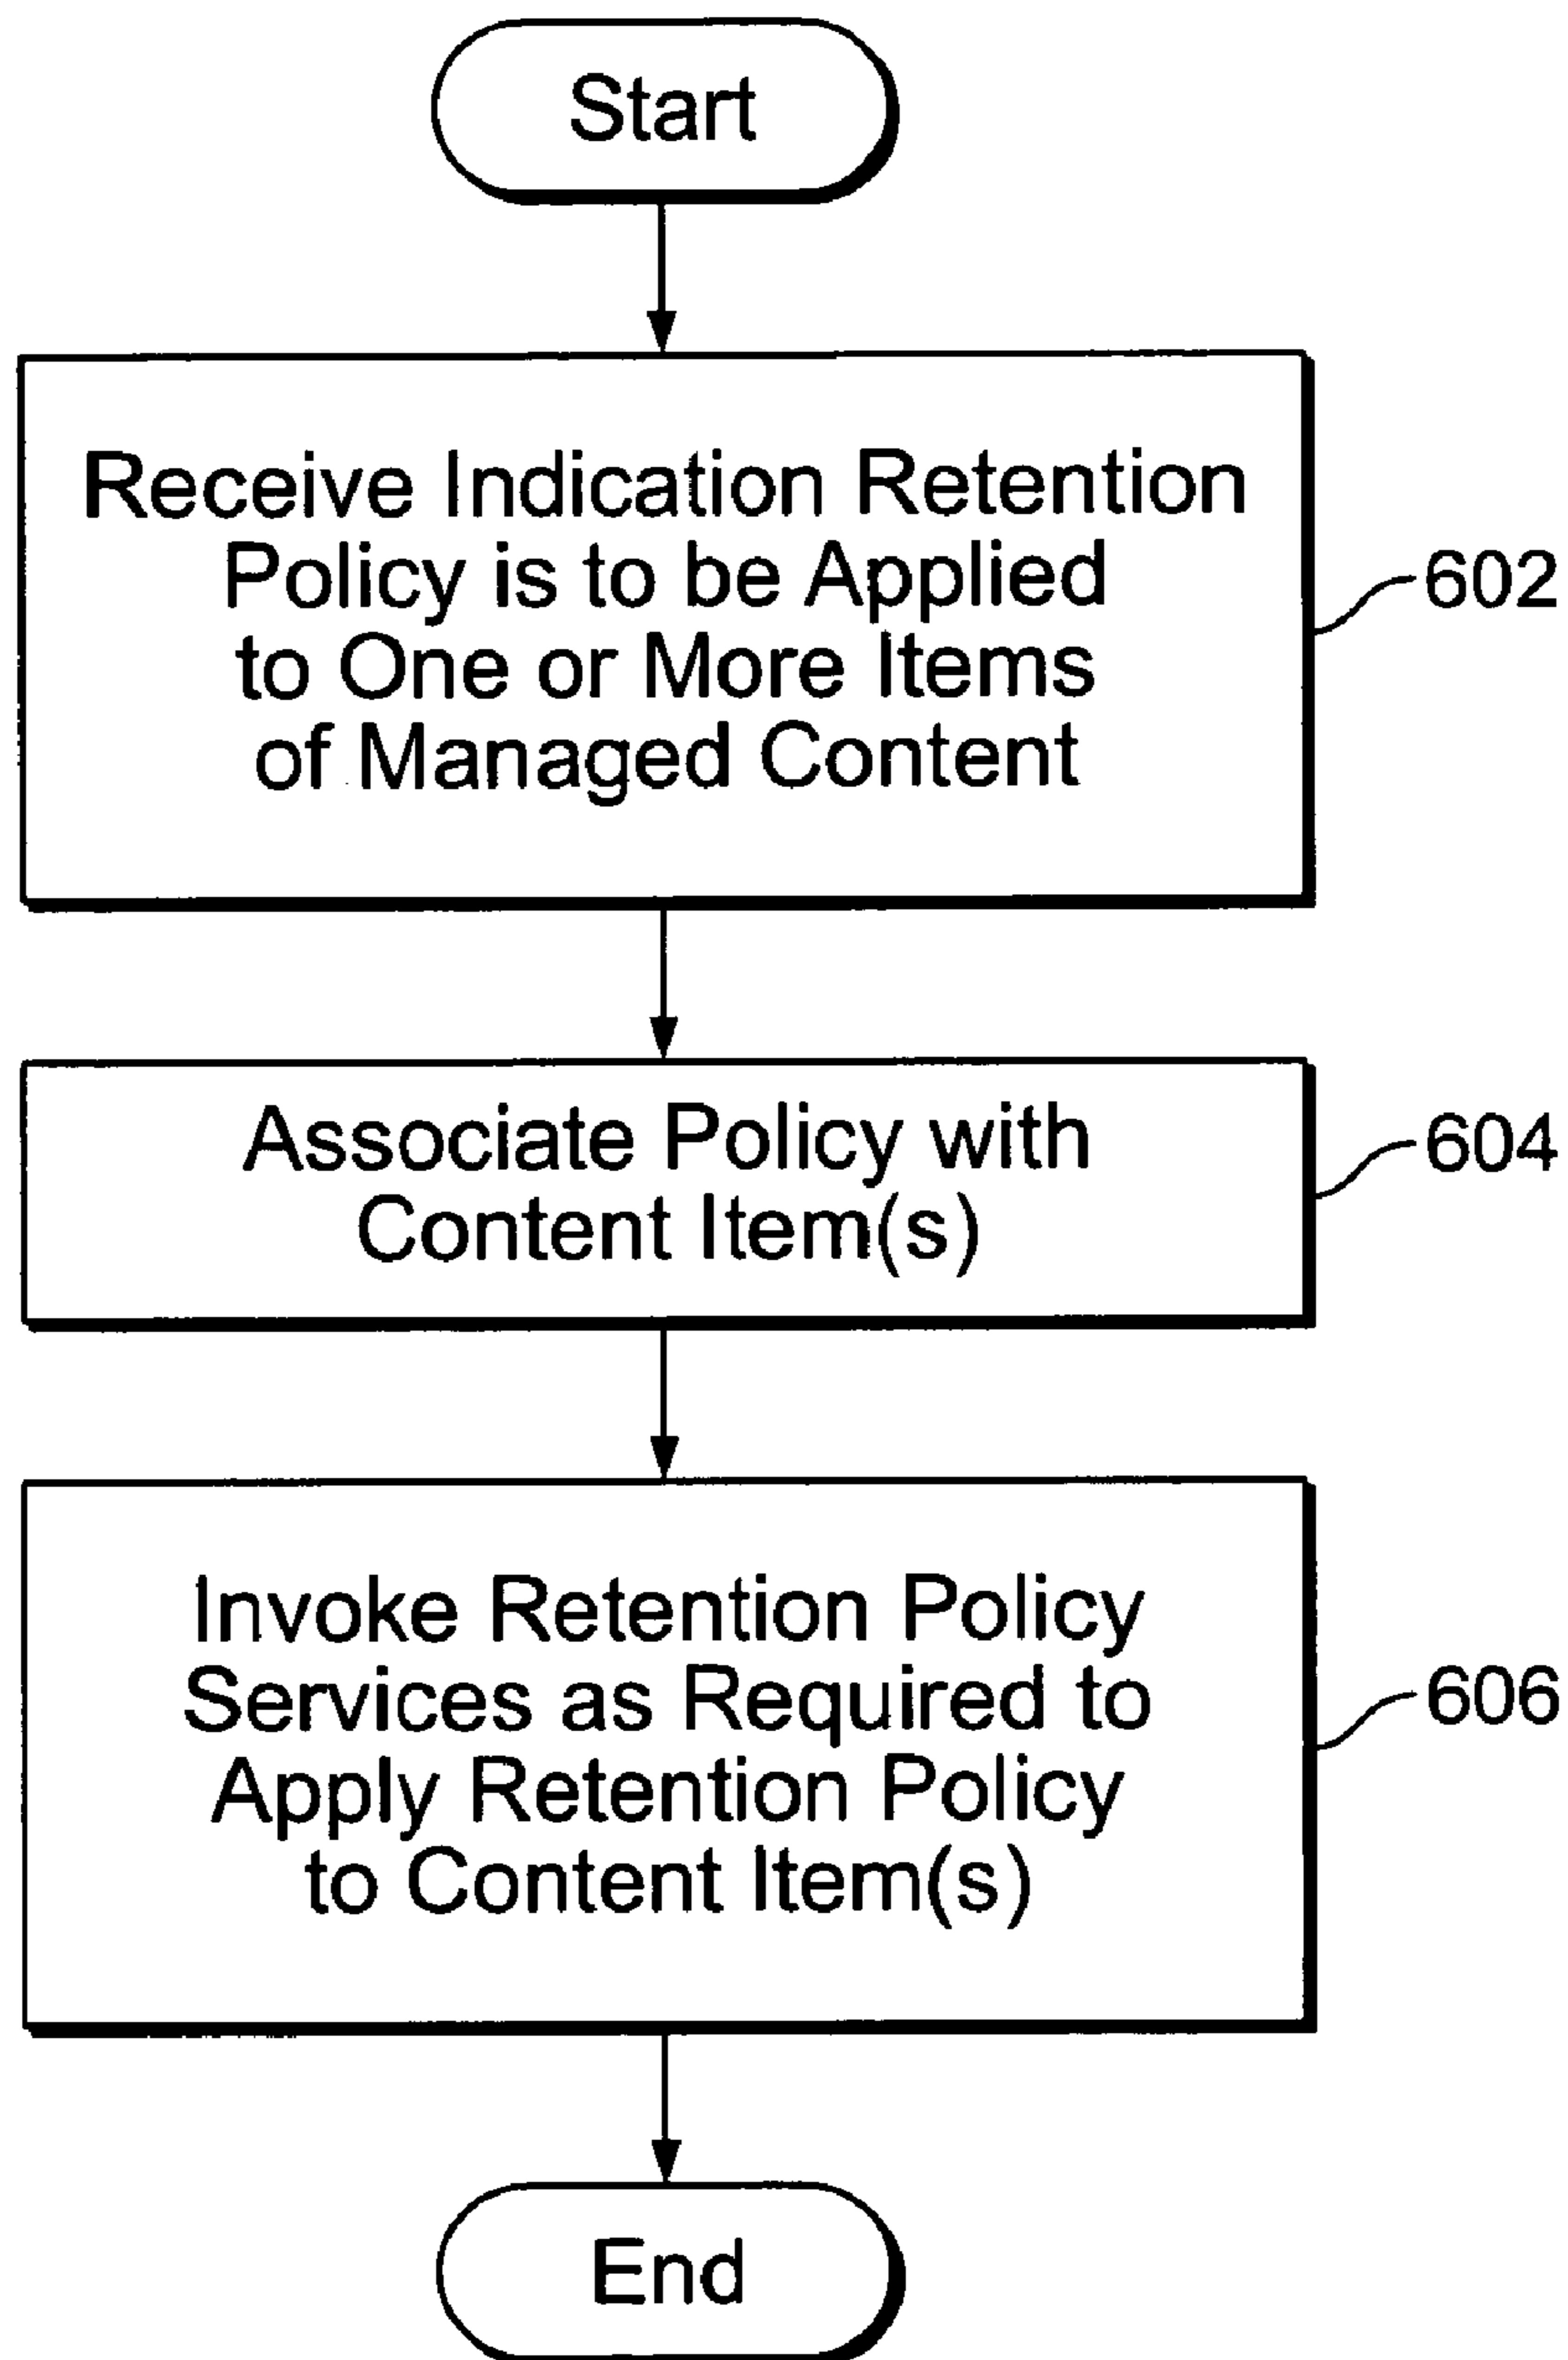 Start
Receive Indication Retention
Policy is to be Applied
to One or More Items
of Managed Content
602
Associate Policy with
Content Item(s)
604
Invoke Retention Policy
Services as Required to
Apply Retention Policy
to Content Item(s)
606
End